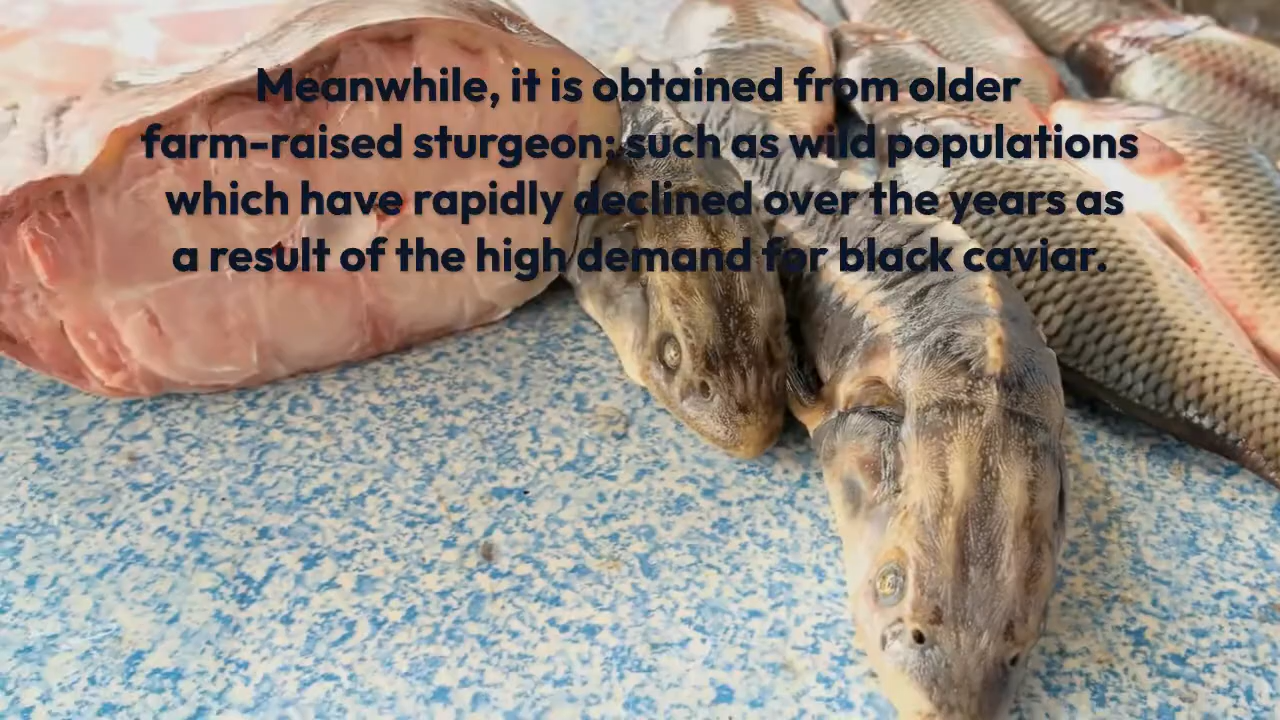 Meanwhile, it is obtained from older
farm-raised sturgeon: such as wild populations
which have rapidly declined over the years as
a result of the high demand for black caviar.